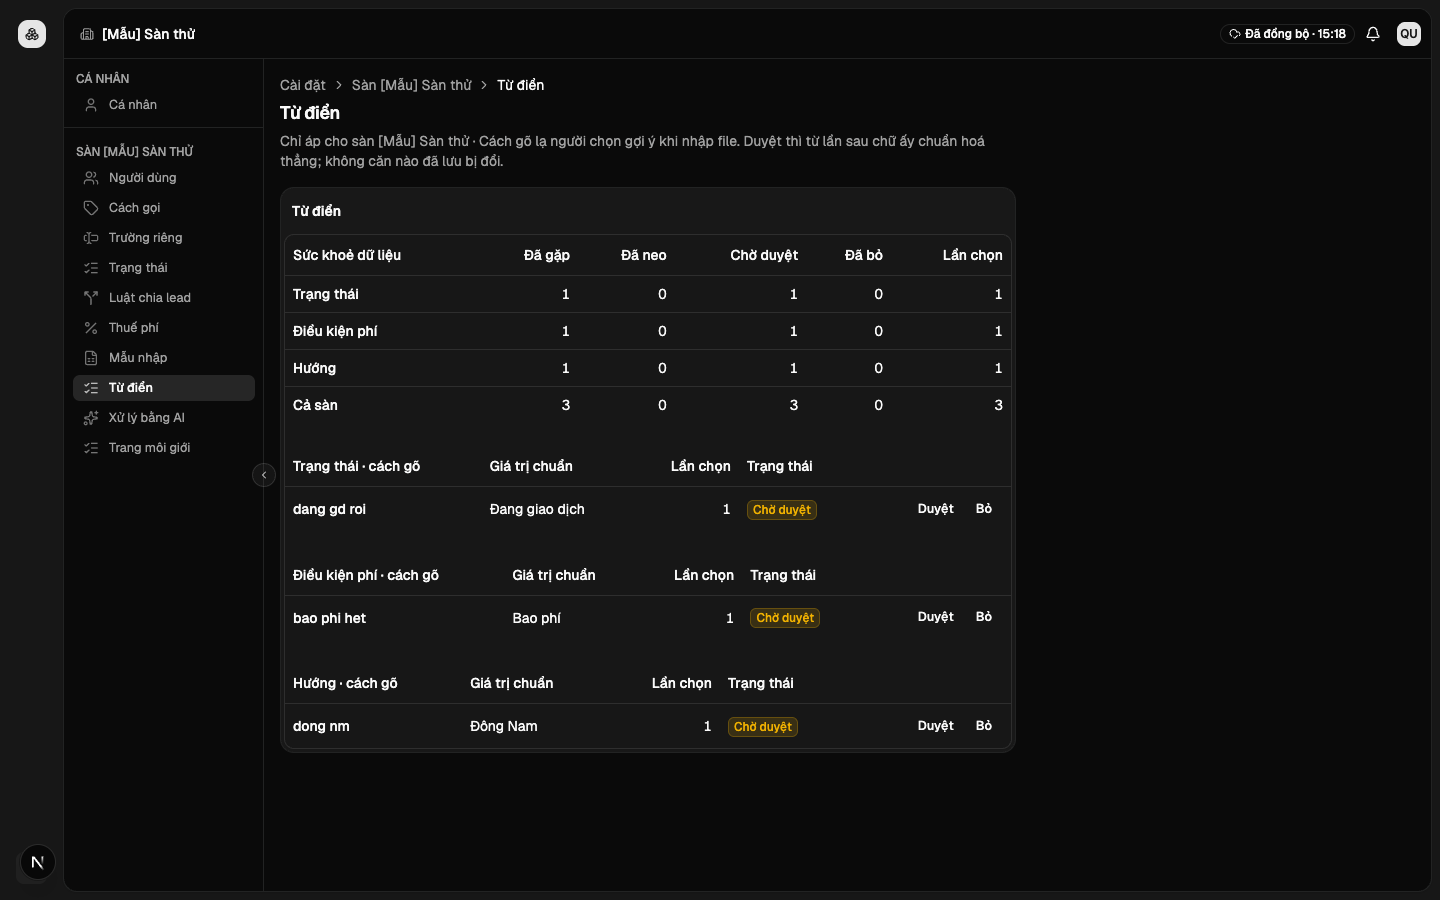 [Mẫu] Sàn thử
Đã đồng bộ · 15:18
QU
CÁ NHÂN
Cá nhân
SÀN [MẪU] SÀN THỬ
Người dùng
Cách gọi
Trường riêng
Trạng thái
Luật chia lead
Thuế phí
Mẫu nhập
Từ điển
Xử lý bằng AI
Trang môi giới
N
Cài đặt > Sàn [Mẫu] Sàn thử > Từ điển
Từ điển
Chỉ áp cho sàn [Mẫu] Sàn thử · Cách gõ lạ người chọn gợi ý khi nhập file. Duyệt thì từ lần sau chữ ấy chuẩn hoá
thẳng; không căn nào đã lưu bị đổi.
Từ điển
Sức khoẻ dữ liệu Đã gặp Đã neo Chờ duyệt Đã bỏ Lần chọn
Trạng thái 1 0 1 0 1
Điều kiện phí 1 0 1 0 1
Hướng 1 0 1 0 1
Cả sàn 3 0 3 0 3
Trạng thái · cách gõ Giá trị chuẩn Lần chọn Trạng thái
dang gd roi Đang giao dịch 1 Chờ duyệt Duyệt Bỏ
Điều kiện phí · cách gõ Giá trị chuẩn Lần chọn Trạng thái
bao phi het Bao phí 1 Chờ duyệt Duyệt Bỏ
Hướng · cách gõ Giá trị chuẩn Lần chọn Trạng thái
dong nm Đông Nam 1 Chờ duyệt Duyệt Bỏ